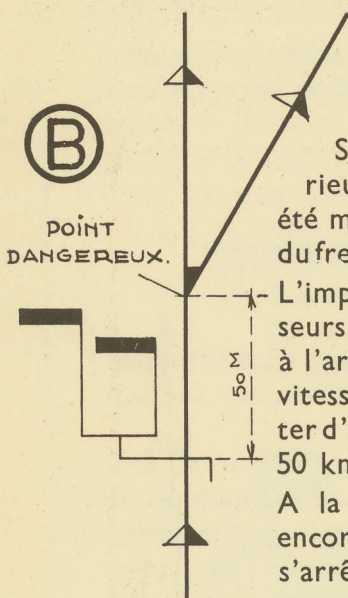 B
POINT
DANGEREUX.
50 M
S
rieu
été m
du fre
L'imp
seurs
à l'ar
vitess
ter d'
50 km
A la
encor
s'arrê